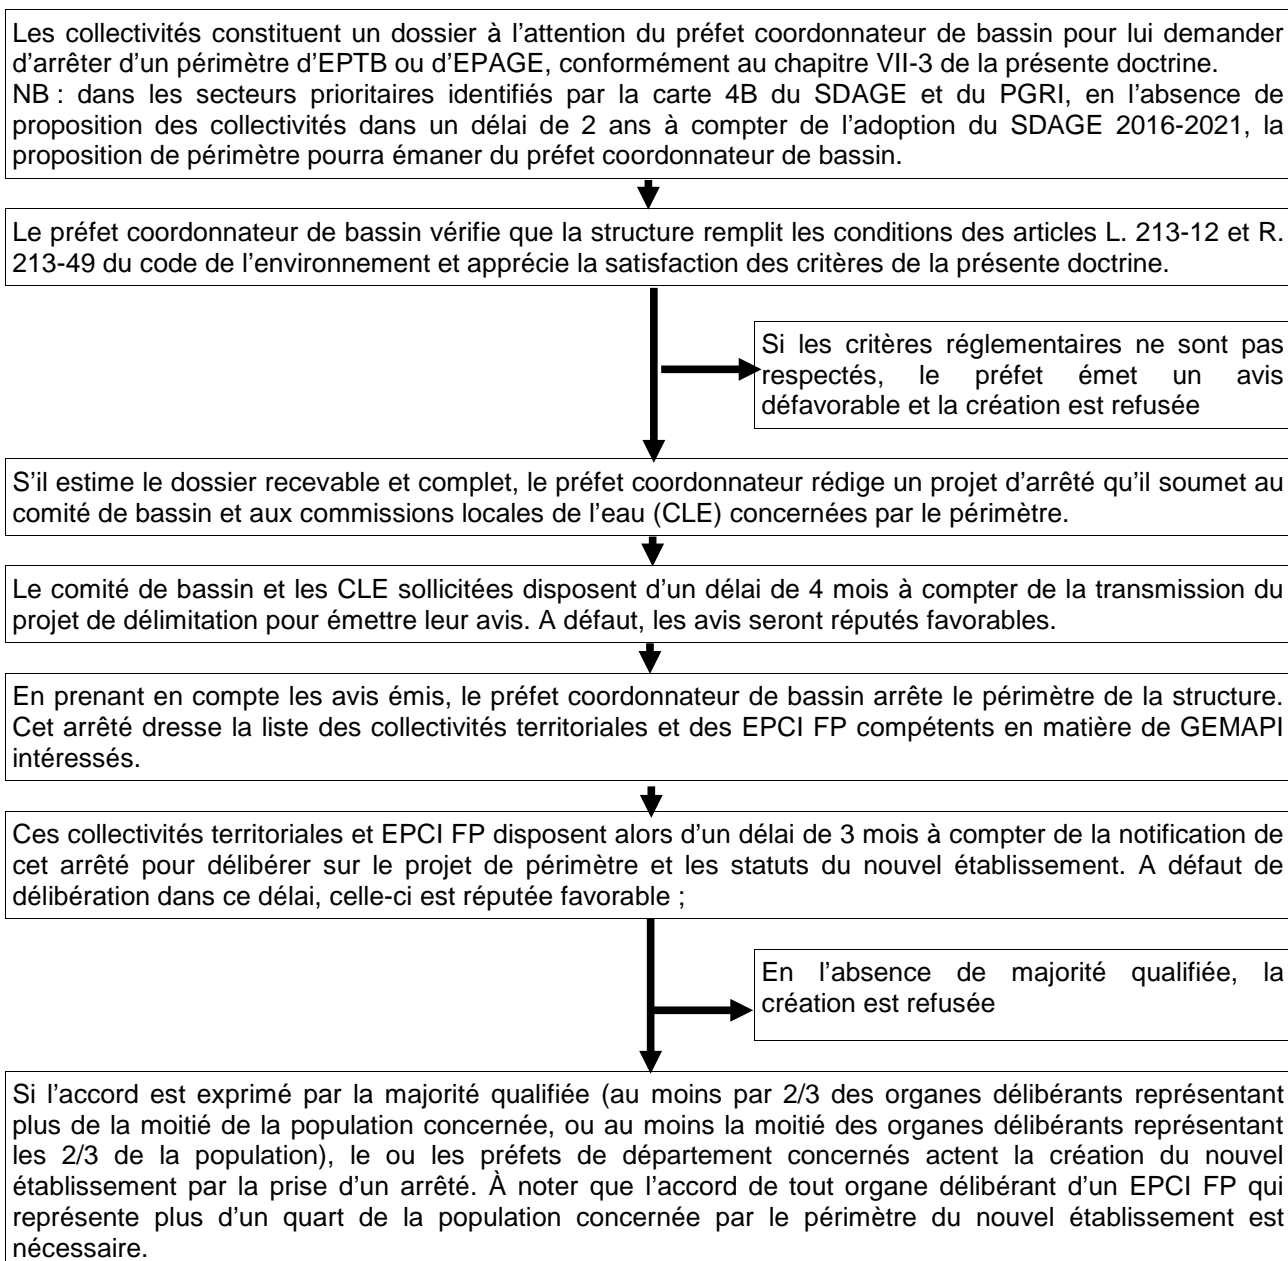 Les collectivités constituent un dossier à l’attention du préfet coordonnateur de bassin pour lui demander
d’arrêter d’un périmètre d’EPTB ou d’EPAGE, conformément au chapitre VII-3 de la présente doctrine.
NB : dans les secteurs prioritaires identifiés par la carte 4B du SDAGE et du PGRI, en l’absence de
proposition des collectivités dans un délai de 2 ans à compter de l’adoption du SDAGE 2016-2021, la
proposition de périmètre pourra émaner du préfet coordonnateur de bassin.
Le préfet coordonnateur de bassin vérifie que la structure remplit les conditions des articles L. 213-12 et R.
213-49 du code de l’environnement et apprécie la satisfaction des critères de la présente doctrine.
Si les critères réglementaires ne sont pas
respectés, le préfet émet un avis
défavorable et la création est refusée
S’il estime le dossier recevable et complet, le préfet coordonnateur rédige un projet d’arrêté qu’il soumet au
comité de bassin et aux commissions locales de l’eau (CLE) concernées par le périmètre.
Le comité de bassin et les CLE sollicitées disposent d’un délai de 4 mois à compter de la transmission du
projet de délimitation pour émettre leur avis. A défaut, les avis seront réputés favorables.
En prenant en compte les avis émis, le préfet coordonnateur de bassin arrête le périmètre de la structure.
Cet arrêté dresse la liste des collectivités territoriales et des EPCI FP compétents en matière de GEMAPI
intéressés.
Ces collectivités territoriales et EPCI FP disposent alors d’un délai de 3 mois à compter de la notification de
cet arrêté pour délibérer sur le projet de périmètre et les statuts du nouvel établissement. A défaut de
délibération dans ce délai, celle-ci est réputée favorable ;
En l’absence de majorité qualifiée, la
création est refusée
Si l’accord est exprimé par la majorité qualifiée (au moins par 2/3 des organes délibérants représentant
plus de la moitié de la population concernée, ou au moins la moitié des organes délibérants représentant
les 2/3 de la population), le ou les préfets de département concernés actent la création du nouvel
établissement par la prise d’un arrêté. À noter que l’accord de tout organe délibérant d’un EPCI FP qui
représente plus d’un quart de la population concernée par le périmètre du nouvel établissement est
nécessaire.